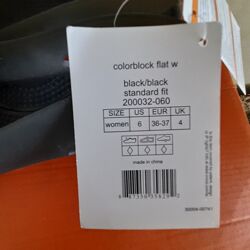 colorblock flat w
black/black
standard fit
200032-060
SIZE US EUR UK
women 6 36-37 4
made in china